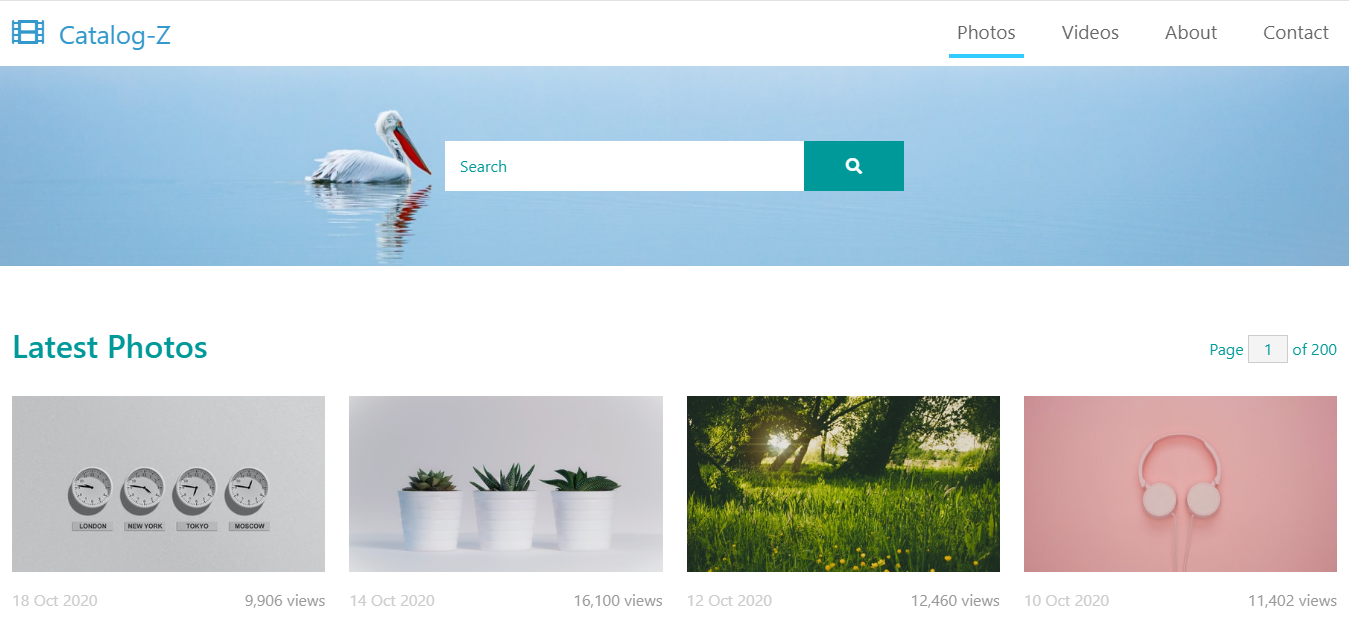 Catalog-Z
Photos Videos About Contact
Search
Latest Photos
Page 1 of 200
LONDON NEW YORK TOKYO MOSCOW
18 Oct 2020 9,906 views
14 Oct 2020 16,100 views
12 Oct 2020 12,460 views
10 Oct 2020 11,402 views